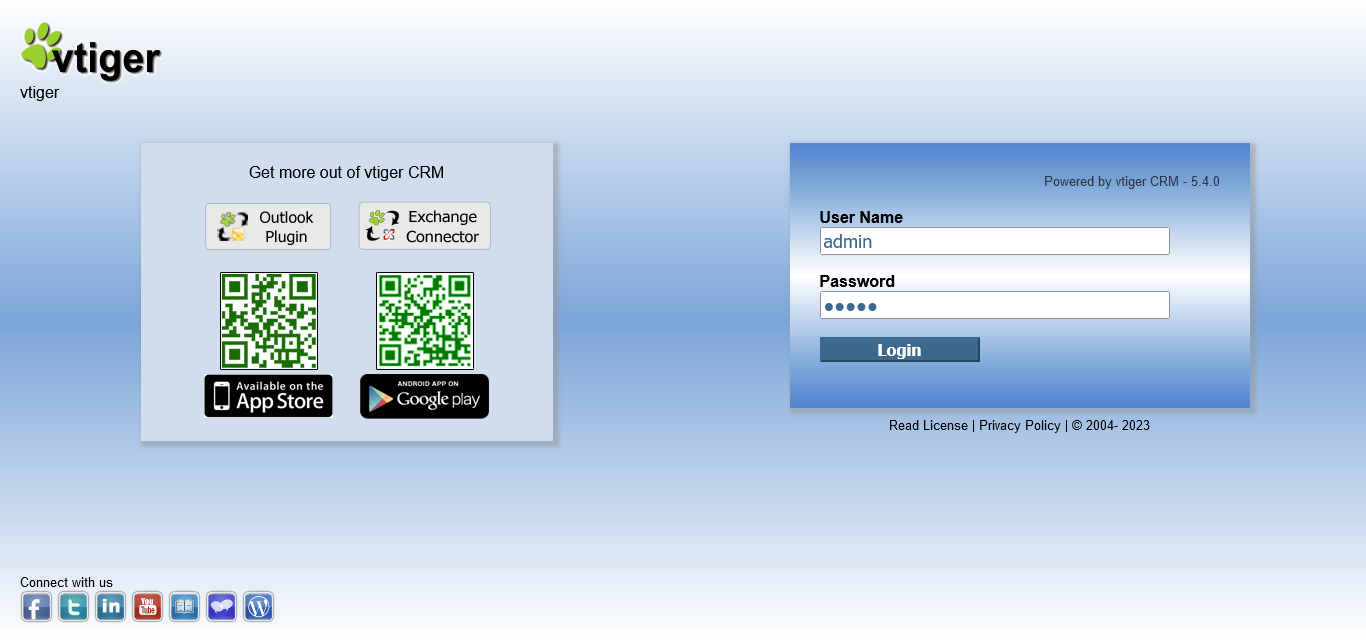 vtiger
vtiger
Get more out of vtiger CRM
Outlook
Plugin
Exchange
Connector
Available on the
App Store
ANDROID APP ON
Google play
Powered by vtiger CRM - 5.4.0
User Name
admin
Password
●●●●●
Login
Read License | Privacy Policy | © 2004- 2023
Connect with us
f
t
in
You
Tube
W